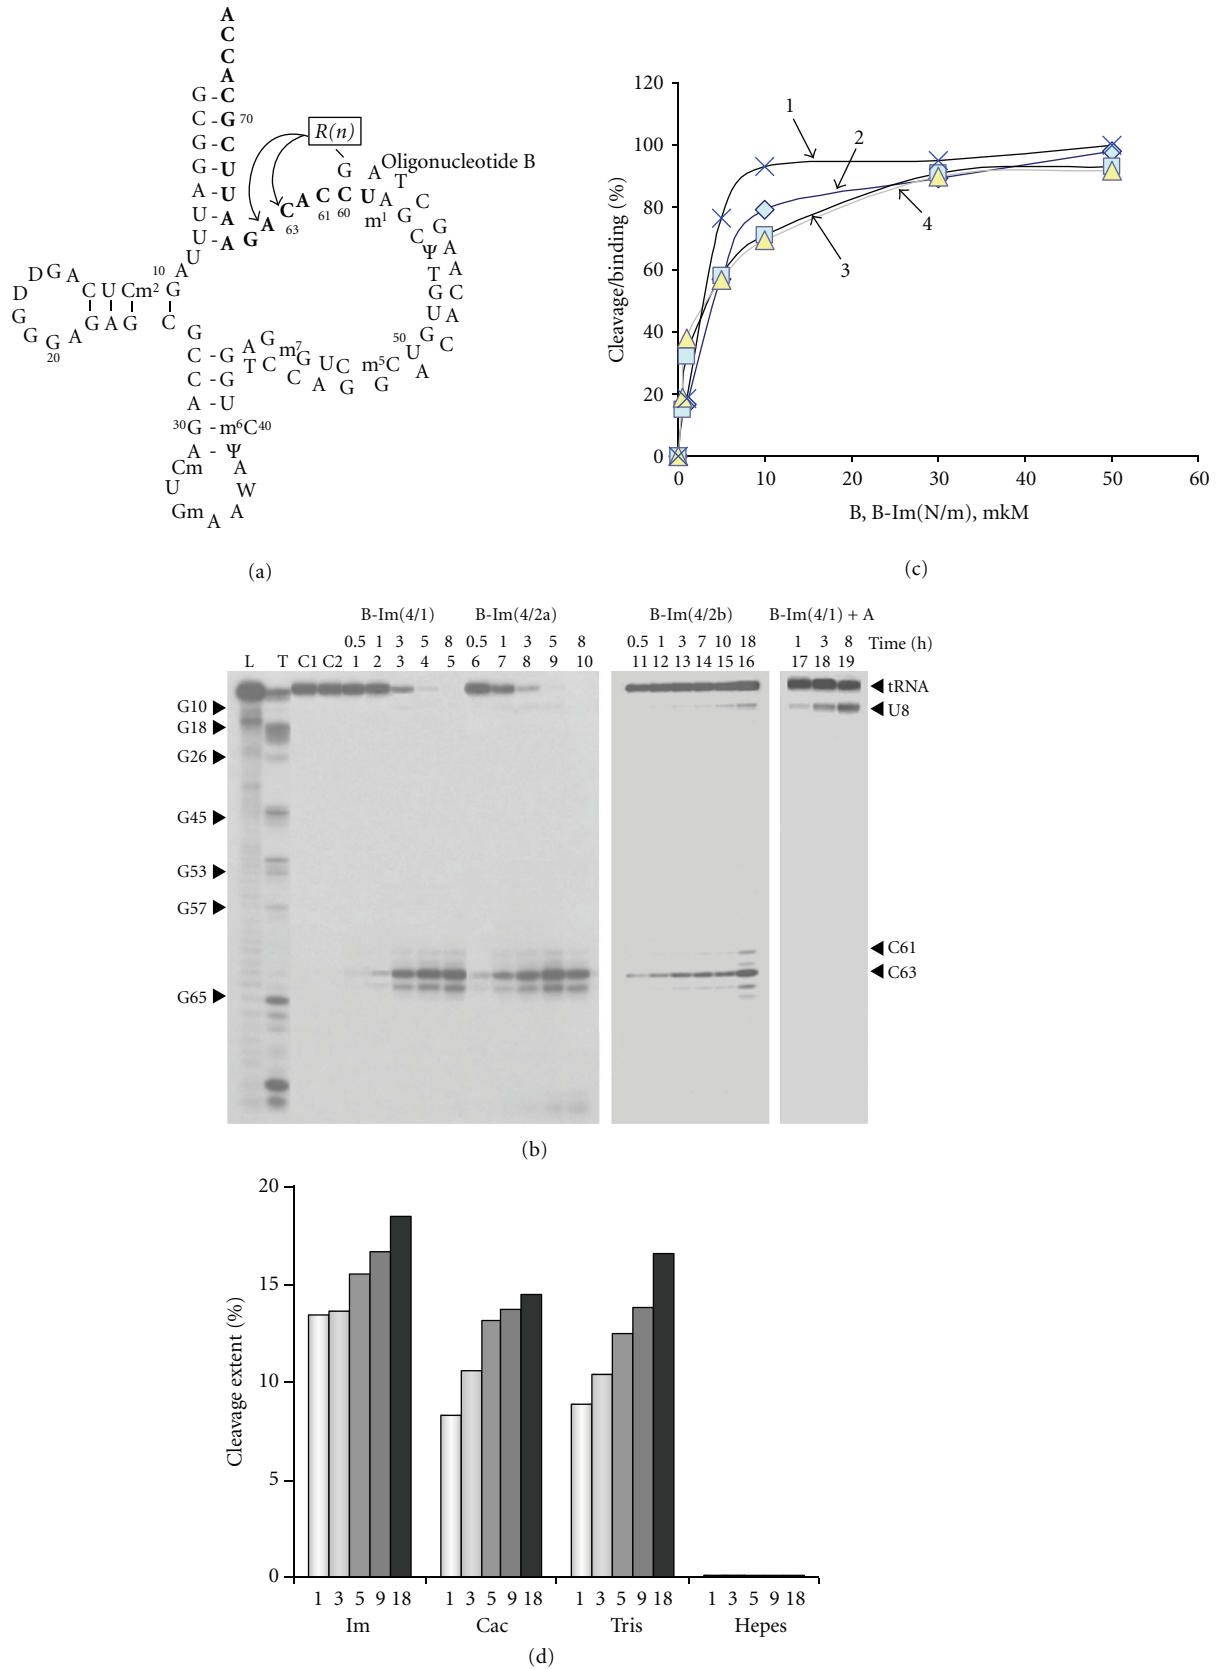 A
C
C
A
G - C
C - G 70
G - C
G - U
A - U
U - A
U - A
U
R(n)
G
A Oligonucleotide B
T
G A C A C C U A G C
63
61 60
m1
C G A A C A C
Ψ T G U G U A
50
D G A C U Cm2
10
G A
D G G G A G A G C
20
G
C - G
C - G
A - U
30G - m6C40
A - Ψ
A G m7 G U C m5C
T C C A G G
Cm
U
Gm A A
W
A
(a)
120
100
80
60
40
20
0
Cleavage/binding (%)
1
2
3
4
0 10 20 30 40 50 60
B, B-Im(N/m), mkM
(c)
B-Im(4/1) B-Im(4/2a) B-Im(4/2b) B-Im(4/1) + A
0.5 1 3 5 8 0.5 1 3 5 8 0.5 1 3 7 10 18 1 3 8 Time (h)
L T C1 C2 1 2 3 4 5 6 7 8 9 10 11 12 13 14 15 16 17 18 19
G10
G18
G26
G45
G53
G57
G65
tRNA
U8
C61
C63
(b)
20
15
10
5
0
Cleavage extent (%)
1 3 5 9 18 1 3 5 9 18 1 3 5 9 18 1 3 5 9 18
Im Cac Tris Hepes
(d)